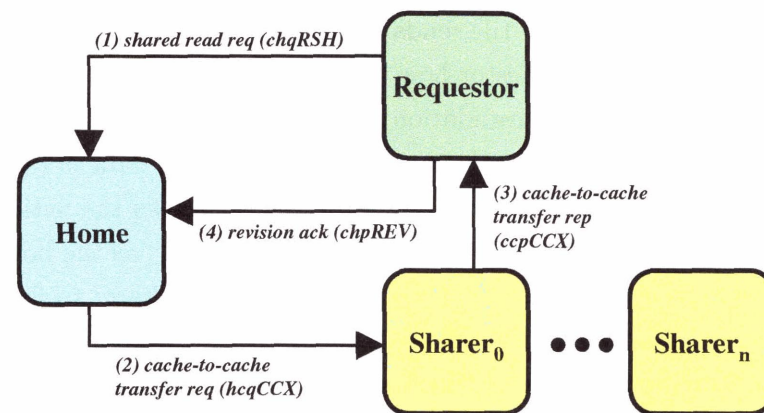 (1) shared read req (chqRSH)
Requestor
(3) cache-to-cache
transfer rep
(ccpCCX)
Home
(4) revision ack (chpREV)
Sharer0
Sharern
(2) cache-to-cache
transfer req (hcqCCX)